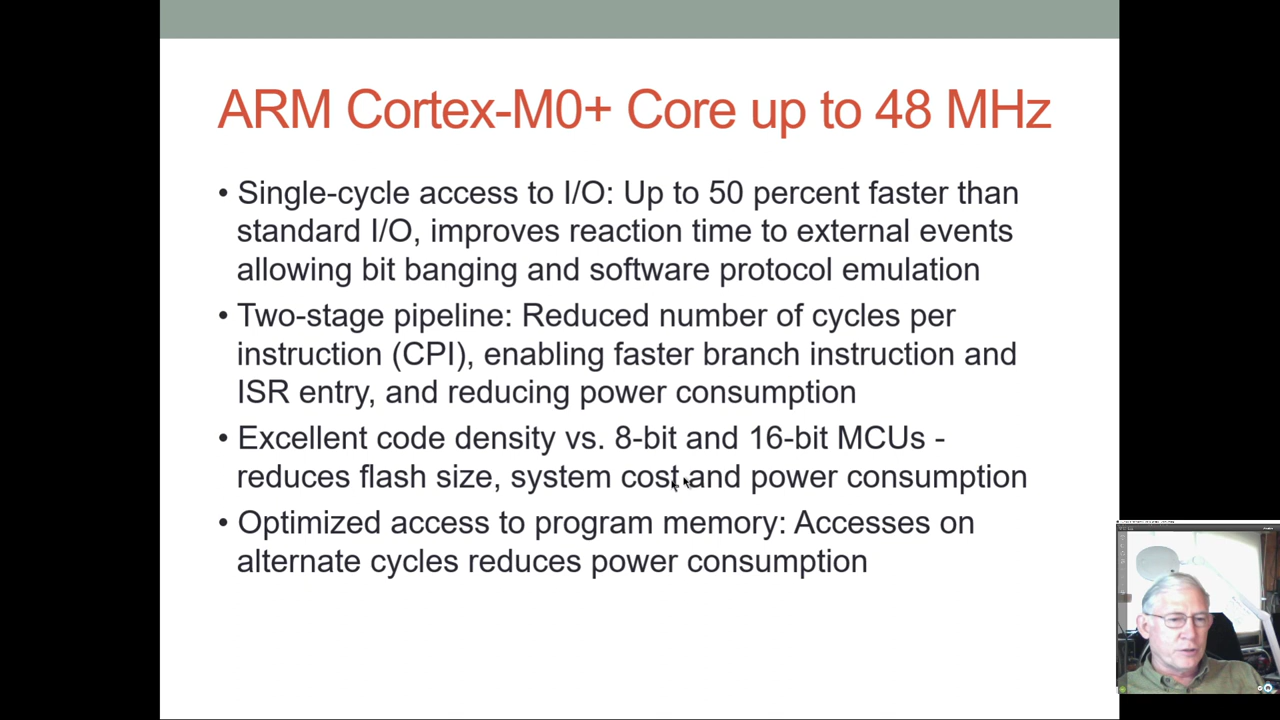 ARM Cortex-M0+ Core up to 48 MHz
• Single-cycle access to I/O: Up to 50 percent faster than
standard I/O, improves reaction time to external events
allowing bit banging and software protocol emulation
• Two-stage pipeline: Reduced number of cycles per
instruction (CPI), enabling faster branch instruction and
ISR entry, and reducing power consumption
• Excellent code density vs. 8-bit and 16-bit MCUs -
reduces flash size, system cost and power consumption
• Optimized access to program memory: Accesses on
alternate cycles reduces power consumption